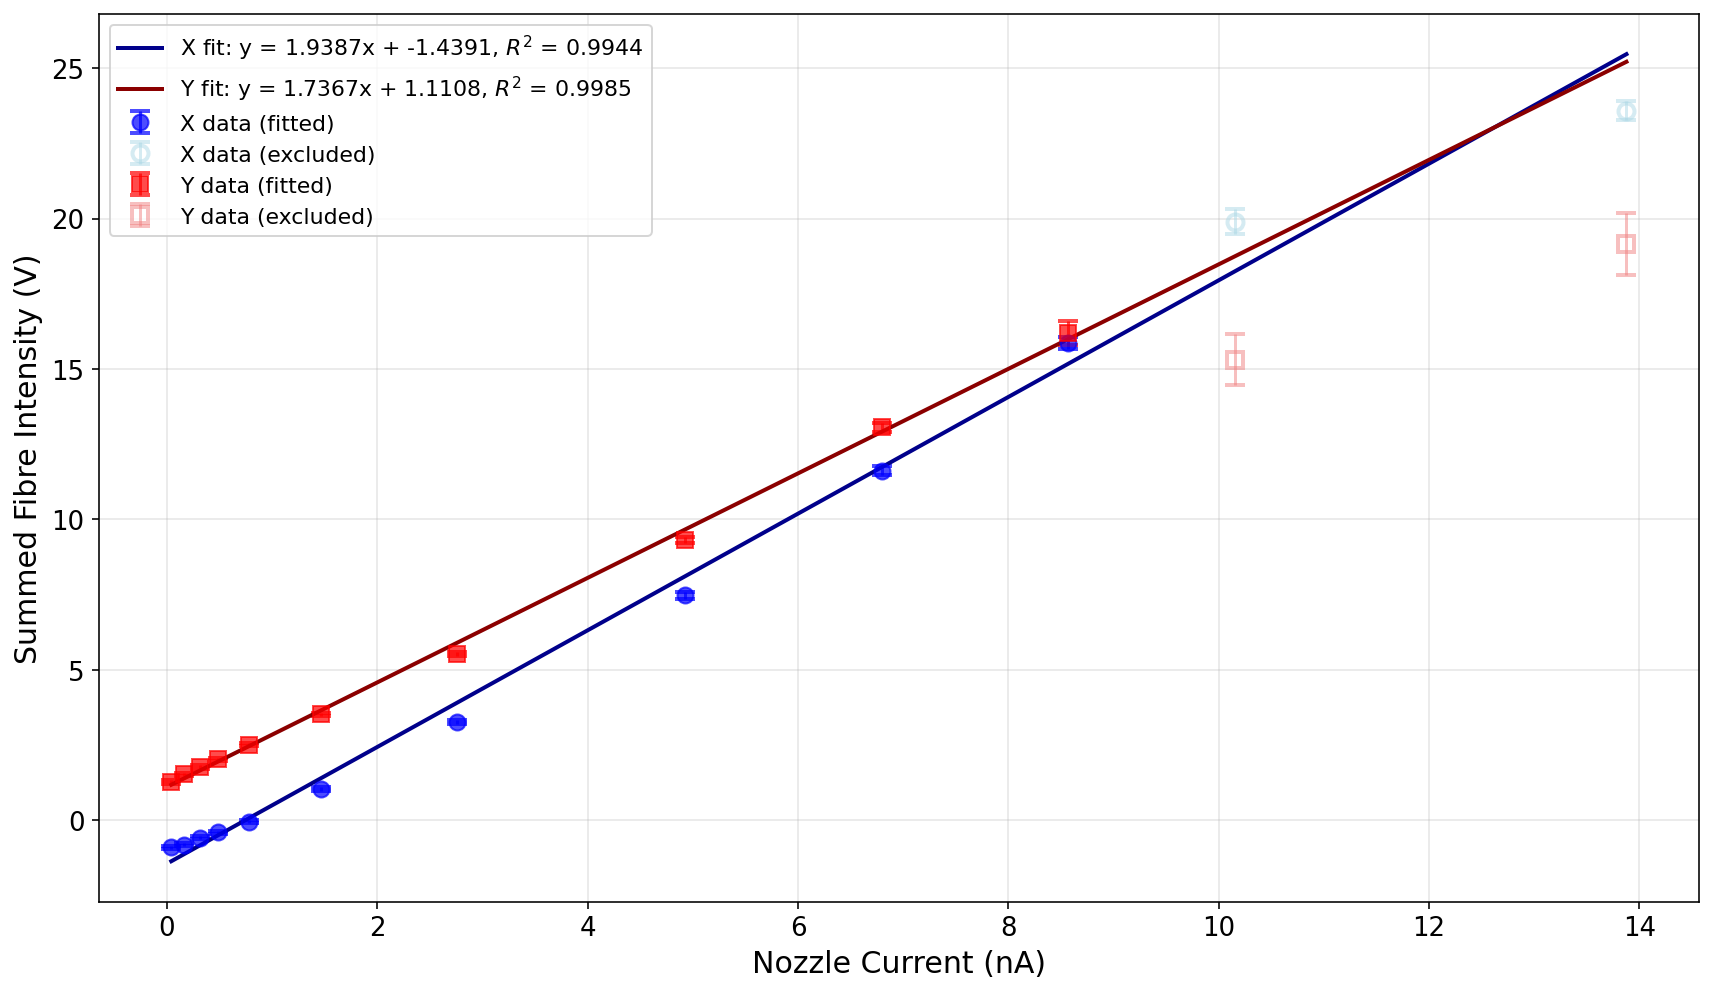 X fit: y = 1.9387x + -1.4391, R² = 0.9944
Y fit: y = 1.7367x + 1.1108, R² = 0.9985
X data (fitted)
X data (excluded)
Y data (fitted)
Y data (excluded)
25
20
15
10
5
0
Summed Fibre Intensity (V)
0 2 4 6 8 10 12 14
Nozzle Current (nA)